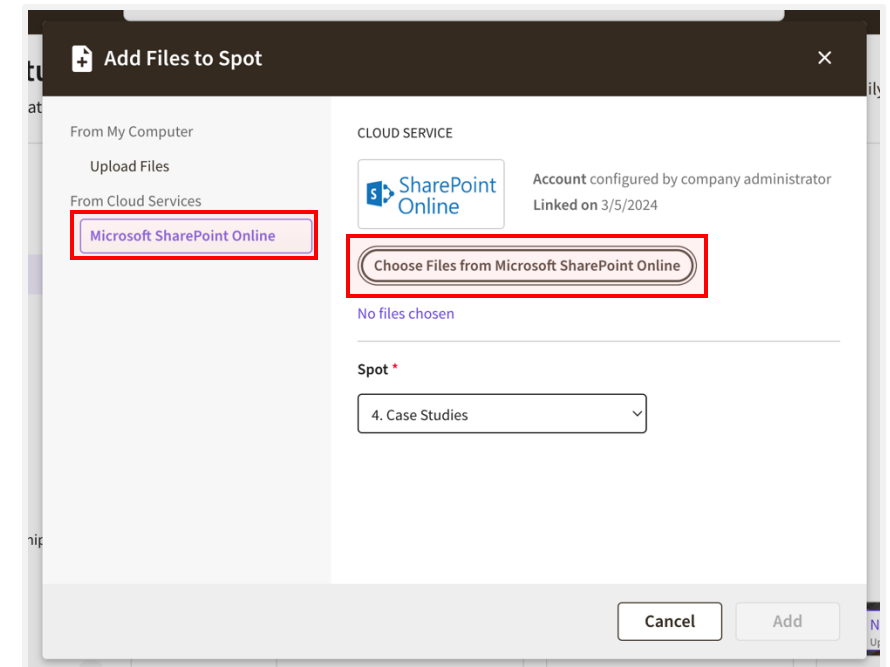 Add Files to Spot
From My Computer
Upload Files
From Cloud Services
Microsoft SharePoint Online
CLOUD SERVICE
SharePoint
Online
Account configured by company administrator
Linked on 3/5/2024
Choose Files from Microsoft SharePoint Online
No files chosen
Spot *
4. Case Studies
Cancel
Add